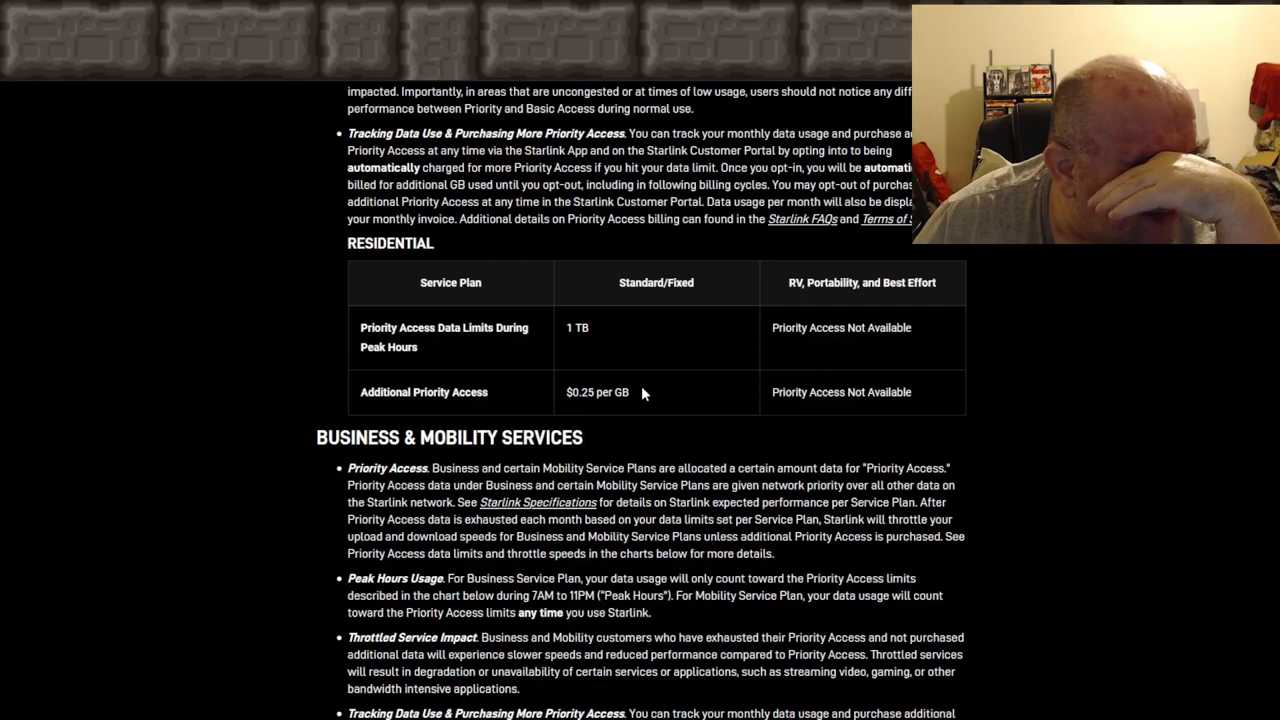 impacted. Importantly, in areas that are uncongested or at times of low usage, users should not notice any diff
performance between Priority and Basic Access during normal use.
• Tracking Data Use & Purchasing More Priority Access. You can track your monthly data usage and purchase ad
Priority Access at any time via the Starlink App and on the Starlink Customer Portal by opting into to being
automatically charged for more Priority Access if you hit your data limit. Once you opt-in, you will be automati
billed for additional GB used until you opt-out, including in following billing cycles. You may opt-out of purchas
additional Priority Access at any time in the Starlink Customer Portal. Data usage per month will also be displa
your monthly invoice. Additional details on Priority Access billing can found in the Starlink FAQs and Terms of S
RESIDENTIAL
Service Plan
Standard/Fixed
RV, Portability, and Best Effort
Priority Access Data Limits During
Peak Hours
1 TB
Priority Access Not Available
Additional Priority Access
$0.25 per GB
Priority Access Not Available
BUSINESS & MOBILITY SERVICES
• Priority Access. Business and certain Mobility Service Plans are allocated a certain amount data for “Priority Access.”
Priority Access data under Business and certain Mobility Service Plans are given network priority over all other data on
the Starlink network. See Starlink Specifications for details on Starlink expected performance per Service Plan. After
Priority Access data is exhausted each month based on your data limits set per Service Plan, Starlink will throttle your
upload and download speeds for Business and Mobility Service Plans unless additional Priority Access is purchased. See
Priority Access data limits and throttle speeds in the charts below for more details.
• Peak Hours Usage. For Business Service Plan, your data usage will only count toward the Priority Access limits
described in the chart below during 7AM to 11PM (“Peak Hours”). For Mobility Service Plan, your data usage will count
toward the Priority Access limits any time you use Starlink.
• Throttled Service Impact. Business and Mobility customers who have exhausted their Priority Access and not purchased
additional data will experience slower speeds and reduced performance compared to Priority Access. Throttled services
will result in degradation or unavailability of certain services or applications, such as streaming video, gaming, or other
bandwidth intensive applications.
• Tracking Data Use & Purchasing More Priority Access. You can track your monthly data usage and purchase additional